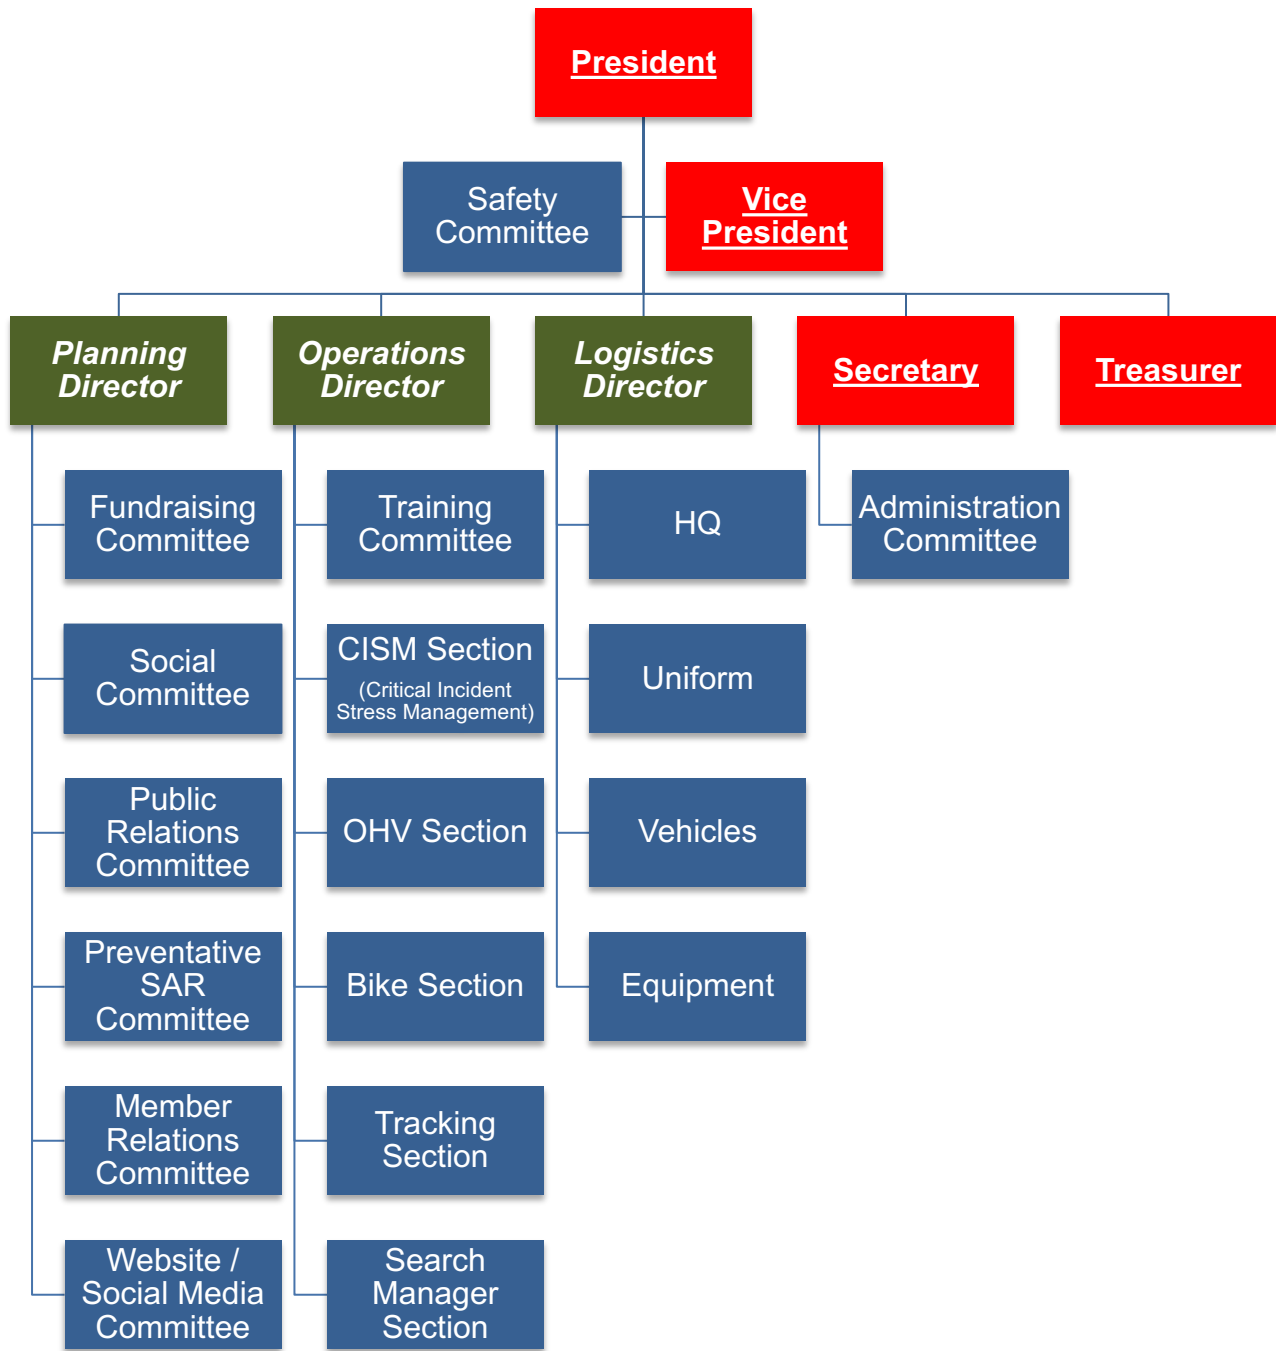 President
Safety
Committee
Vice
President
Planning
Director
Operations
Director
Logistics
Director
Secretary
Treasurer
Fundraising
Committee
Training
Committee
HQ
Administration
Committee
Social
Committee
CISM Section
(Critical Incident
Stress Management)
Uniform
Public
Relations
Committee
OHV Section
Vehicles
Preventative
SAR
Committee
Bike Section
Equipment
Member
Relations
Committee
Tracking
Section
Website /
Social Media
Committee
Search
Manager
Section